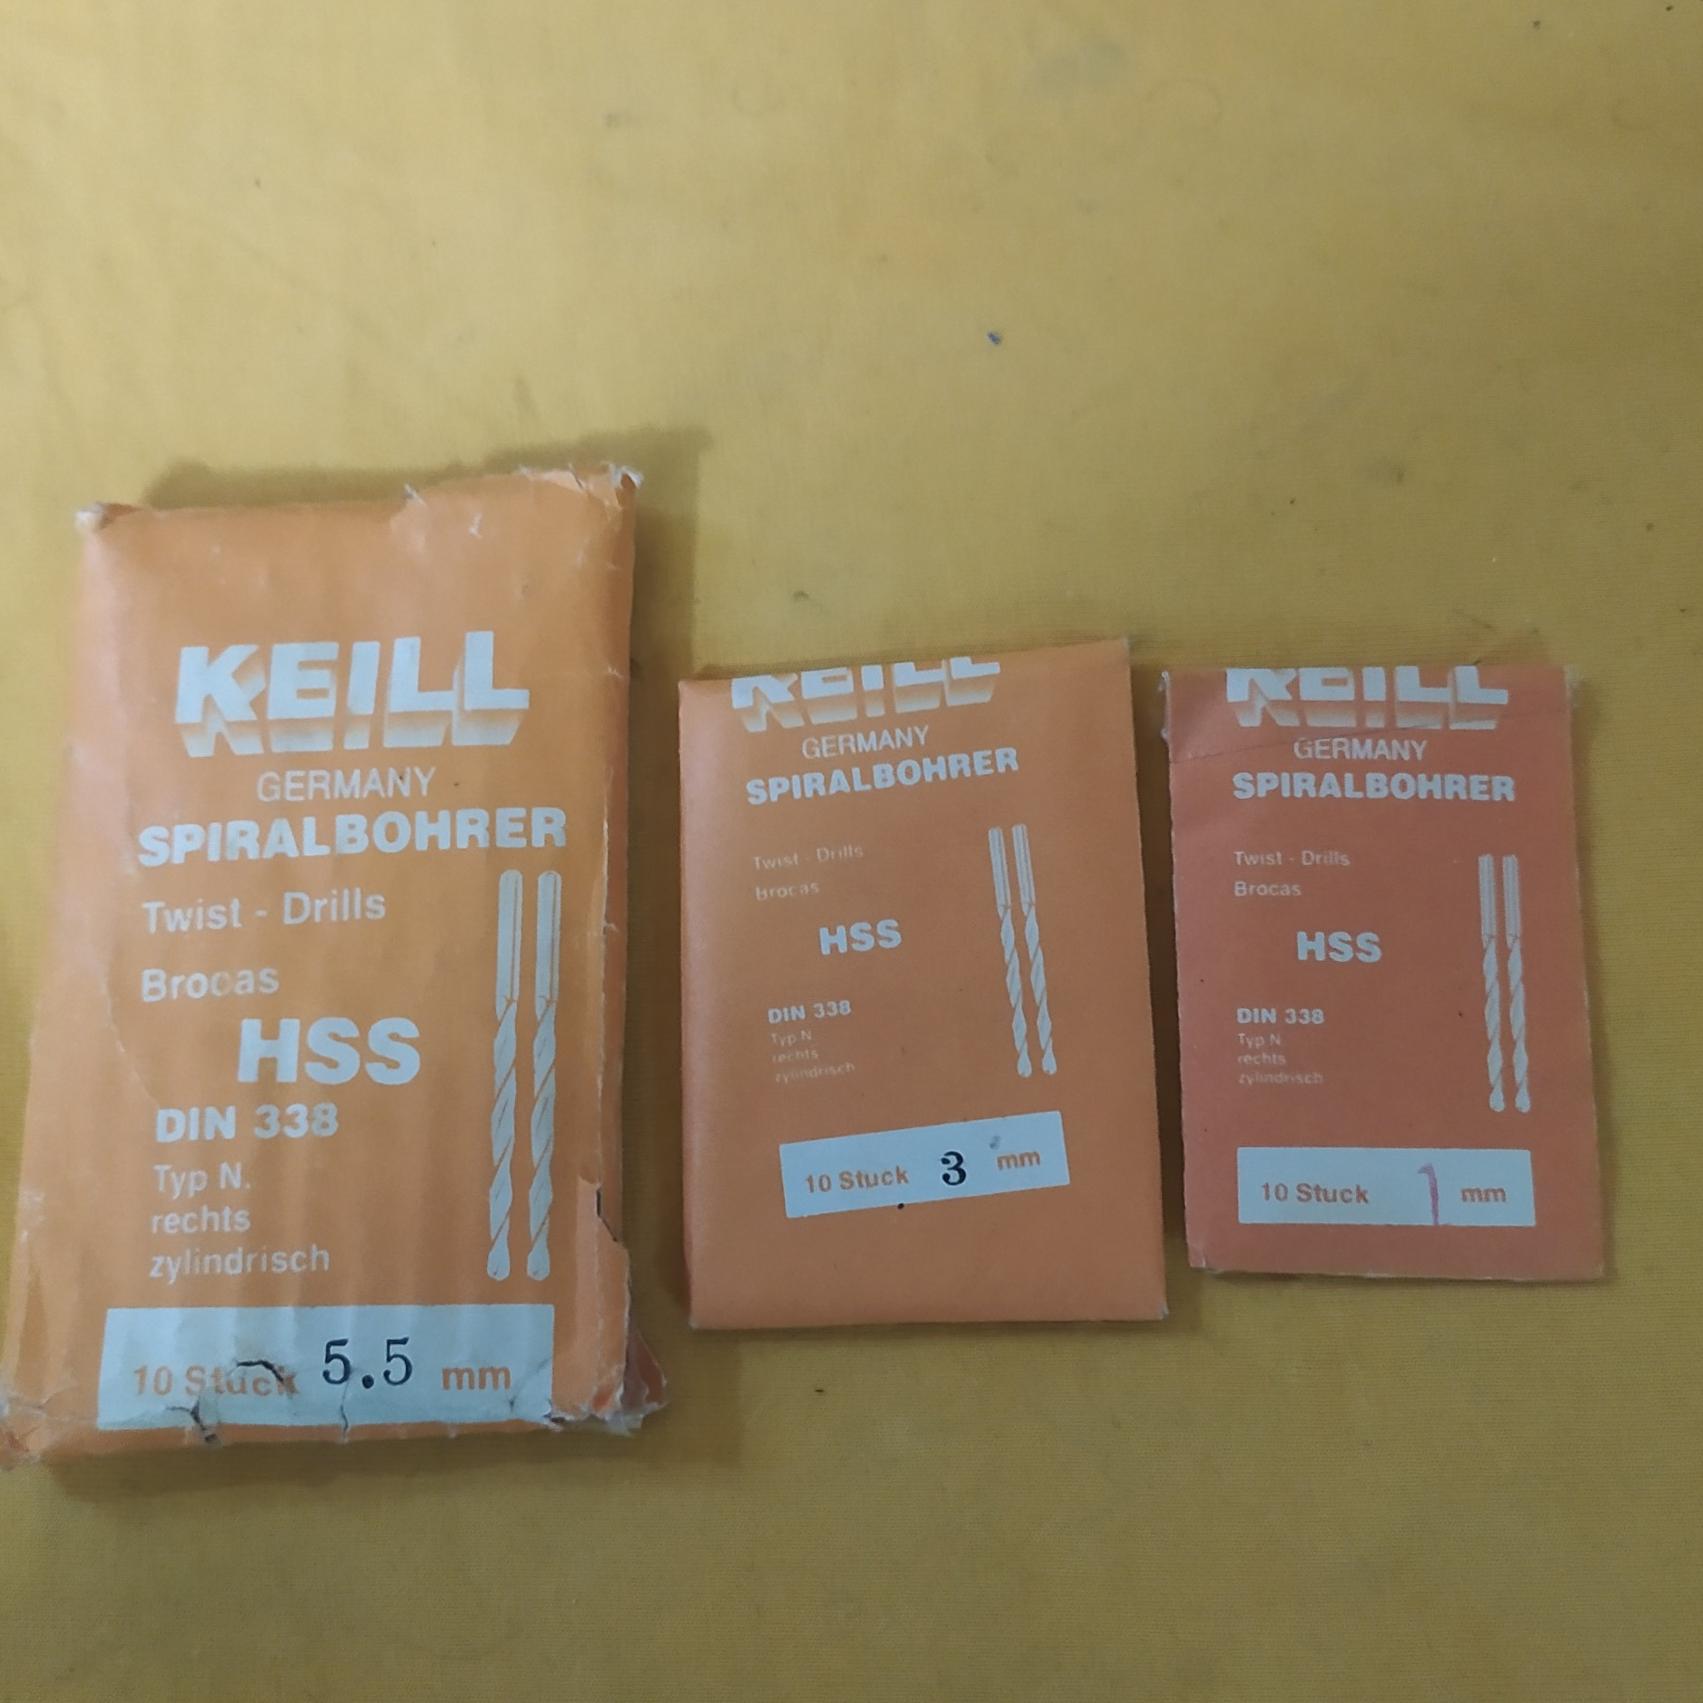 KEILL
GERMANY
SPIRALBOHRER
Twist - Drills
Brocas
HSS
DIN 338
Typ N.
rechts
zylindrisch
10 Stuck 5.5 mm
KEILL
GERMANY
SPIRALBOHRER
Twist - Drills
Brocas
HSS
DIN 338
Typ N
rechts
zylindrisch
10 Stuck 3 mm
KEILL
GERMANY
SPIRALBOHRER
Twist - Drills
Brocas
HSS
DIN 338
Typ N
rechts
zylindrisch
10 Stuck 1 mm